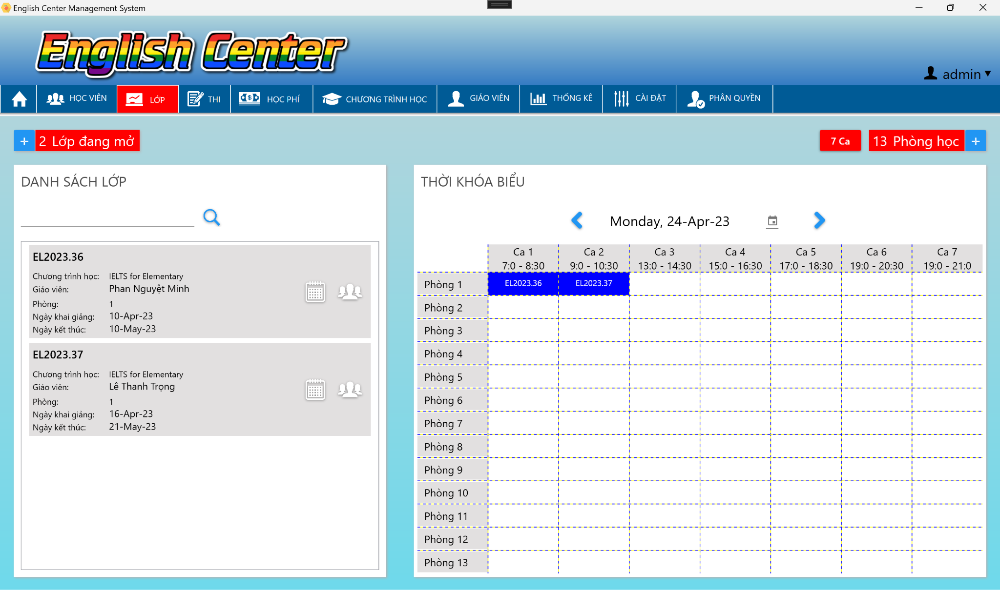 English Center Management System
English Center
admin
HỌC VIÊN
LỚP
THI
HỌC PHÍ
CHƯƠNG TRÌNH HỌC
GIÁO VIÊN
THỐNG KÊ
CÀI ĐẶT
PHÂN QUYỀN
+ 2 Lớp đang mở
7 Ca
13 Phòng học +
DANH SÁCH LỚP
EL2023.36
Chương trình học: IELTS for Elementary
Giáo viên: Phan Nguyệt Minh
Phòng: 1
Ngày khai giảng: 10-Apr-23
Ngày kết thúc: 10-May-23
EL2023.37
Chương trình học: IELTS for Elementary
Giáo viên: Lê Thanh Trọng
Phòng: 1
Ngày khai giảng: 16-Apr-23
Ngày kết thúc: 21-May-23
THỜI KHÓA BIỂU
Monday, 24-Apr-23
Ca 1 Ca 2 Ca 3 Ca 4 Ca 5 Ca 6 Ca 7
7:0 - 8:30 9:0 - 10:30 13:0 - 14:30 15:0 - 16:30 17:0 - 18:30 19:0 - 20:30 19:0 - 21:0
Phòng 1 EL2023.36 EL2023.37
Phòng 2
Phòng 3
Phòng 4
Phòng 5
Phòng 6
Phòng 7
Phòng 8
Phòng 9
Phòng 10
Phòng 11
Phòng 12
Phòng 13